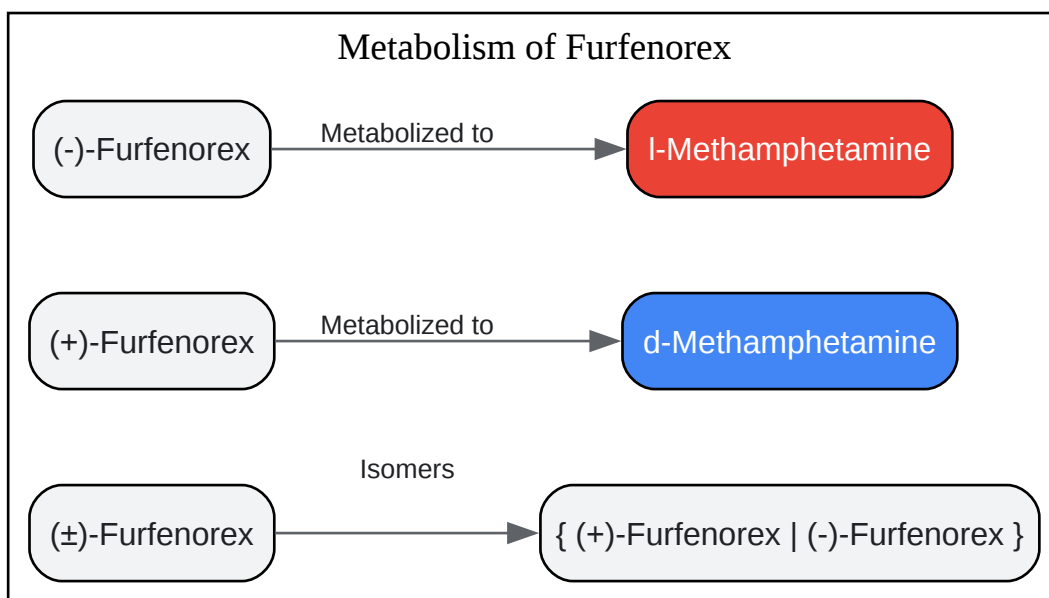 Metabolism of Furfenorex
(-)-Furfenorex
Metabolized to
l-Methamphetamine
(+)-Furfenorex
Metabolized to
d-Methamphetamine
Isomers
(±)-Furfenorex
{ (+)-Furfenorex | (-)-Furfenorex }